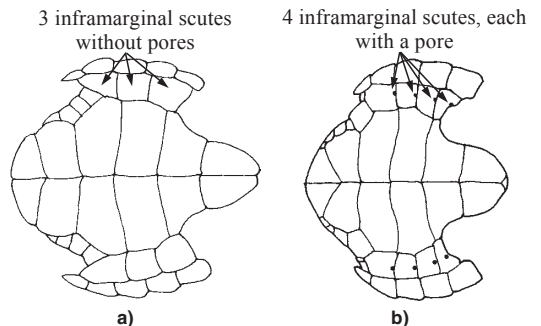 3 inframarginal scutes
without pores
4 inframarginal scutes, each
with a pore
a)
b)